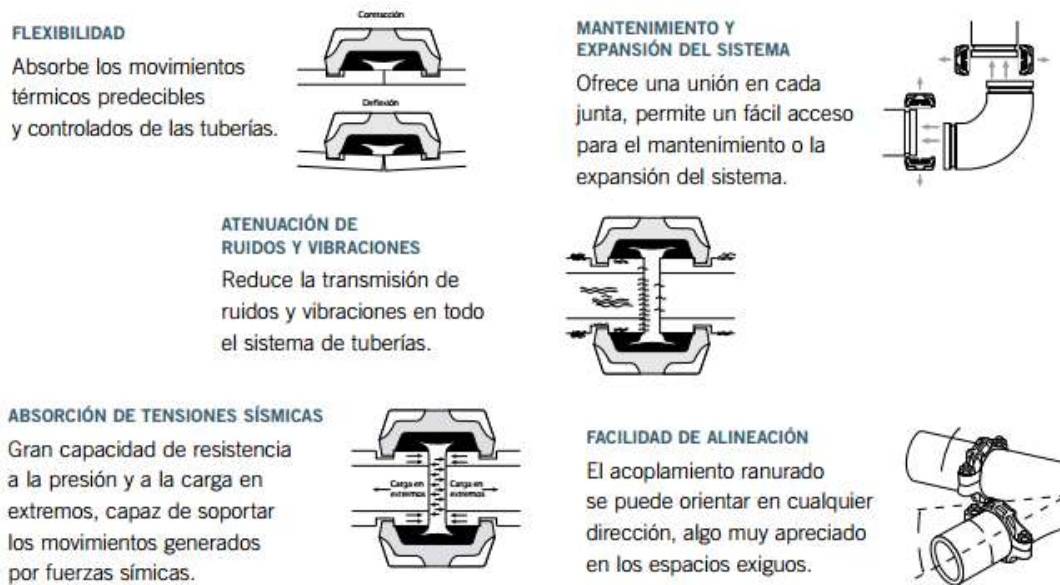 FLEXIBILIDAD
Absorbe los movimientos
térmicos predecibles
y controlados de las tuberías.
Contracción
Deflexión
MANTENIMIENTO Y
EXPANSIÓN DEL SISTEMA
Ofrece una unión en cada
junta, permite un fácil acceso
para el mantenimiento o la
expansión del sistema.
ATENUACIÓN DE
RUIDOS Y VIBRACIONES
Reduce la transmisión de
ruidos y vibraciones en todo
el sistema de tuberías.
ABSORCIÓN DE TENSIONES SÍSMICAS
Gran capacidad de resistencia
a la presión y a la carga en
extremos, capaz de soportar
los movimientos generados
por fuerzas símicas.
Carga en
extremos
Carga en
extremos
FACILIDAD DE ALINEACIÓN
El acoplamiento ranurado
se puede orientar en cualquier
dirección, algo muy apreciado
en los espacios exiguos.